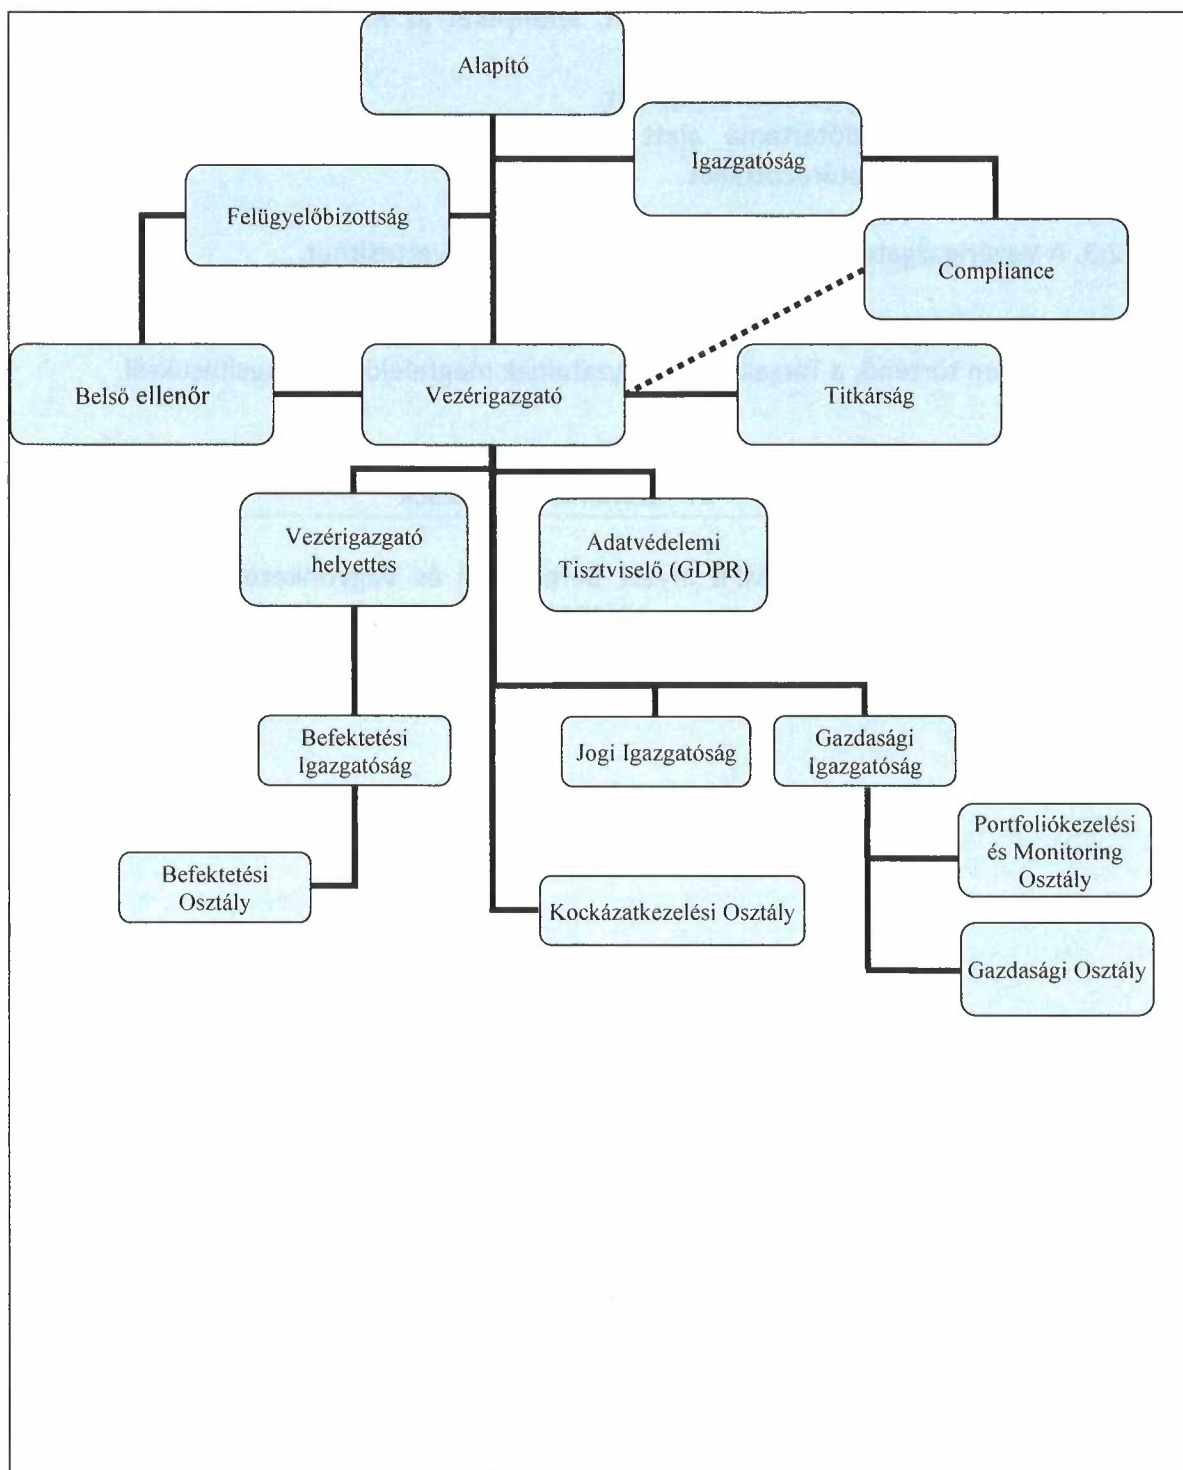 Alapító
Igazgatóság
Felügyelőbizottság
Compliance
Belső ellenőr
Vezérigazgató
Titkárság
Vezérigazgató
helyettes
Adatvédelemi
Tisztviselő (GDPR)
Befektetési
Igazgatóság
Jogi Igazgatóság
Gazdasági
Igazgatóság
Portfoliókezelési
és Monitoring
Osztály
Befektetési
Osztály
Kockázatkezelési Osztály
Gazdasági Osztály